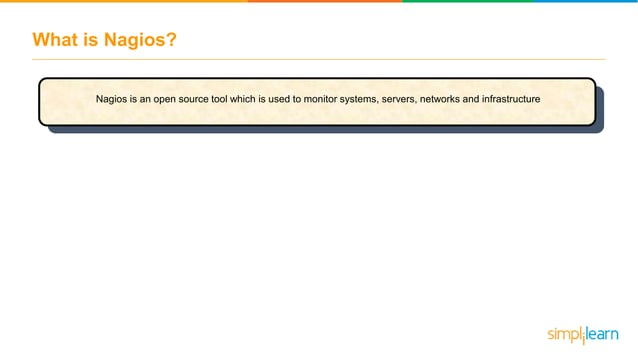 What is Nagios?
Nagios is an open source tool which is used to monitor systems, servers, networks and infrastructure
simplilearn